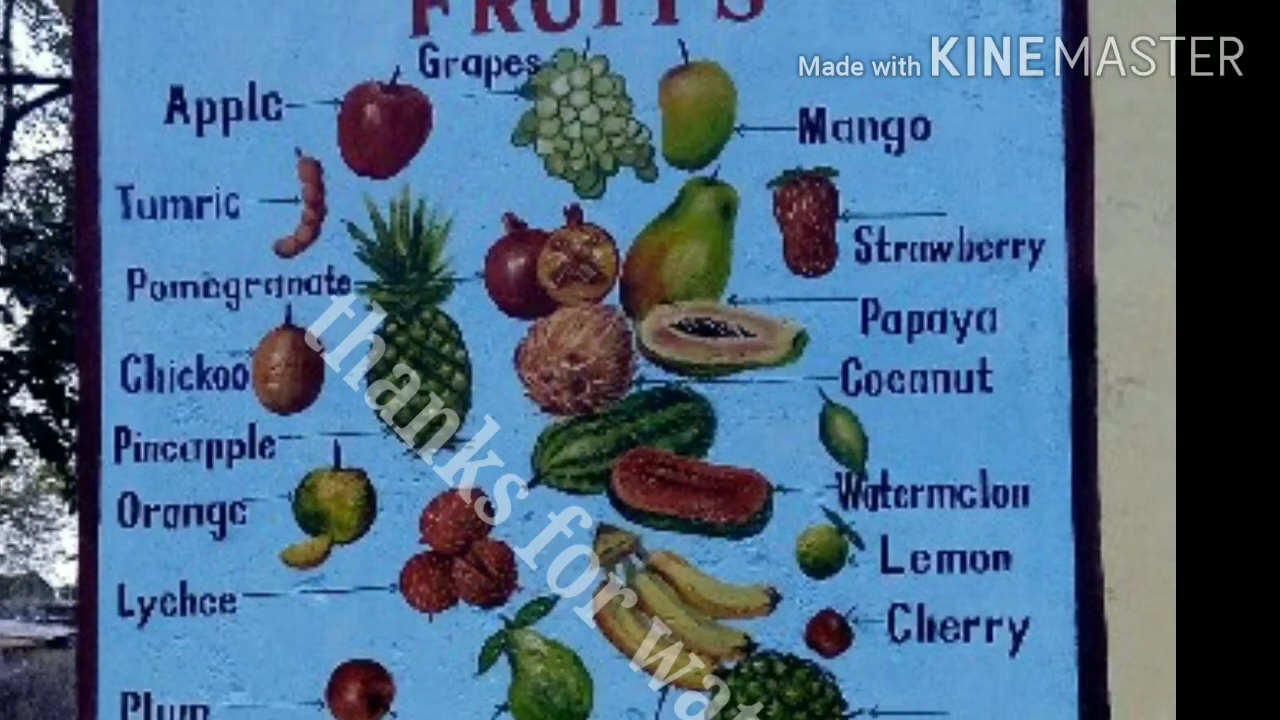 FRUITS
Made with KINEMASTER
Grapes
Apple
Mango
Tumric
Strawberry
Pomegranate
Papaya
Chickoo
Coconut
Pineapple
Watermelon
Orange
Lemon
Lychee
Cherry
Plum
thanks for wat